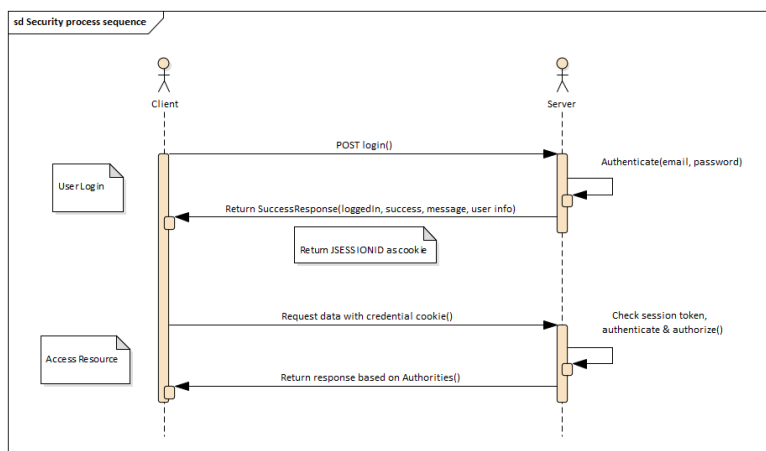 sd Security process sequence
Client
Server
POST login()
Authenticate(email, password)
User Login
Return SuccessResponse(loggedIn, success, message, user info)
Return JSESSIONID as cookie
Request data with credential cookie()
Check session token,
authenticate & authorize()
Access Resource
Return response based on Authorities()